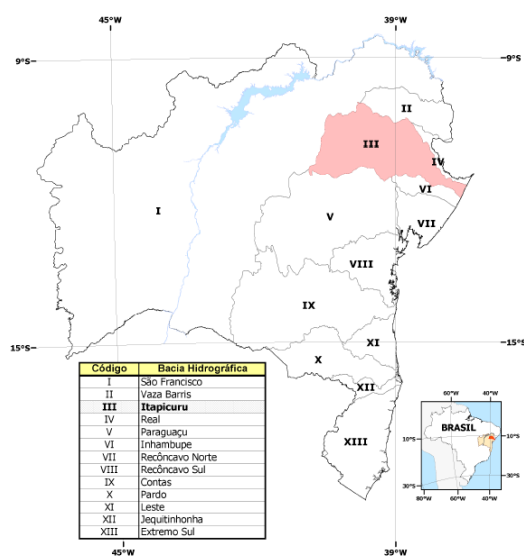 45°W
39°W
9°S
9°S
II
III
IV
VI
I
V
VII
VIII
IX
15°S
XI
15°S
X
XII
XIII
Código Bacia Hidrográfica
I São Francisco
II Vaza Barris
III Itapicuru
IV Real
V Paraguaçu
VI Inhambupe
VII Recôncavo Norte
VIII Recôncavo Sul
IX Contas
X Pardo
XI Leste
XII Jequitinhonha
XIII Extremo Sul
60°W 40°W
BRASIL
10°S 10°S
30°S 30°S
80°W 60°W 40°W
45°W
39°W